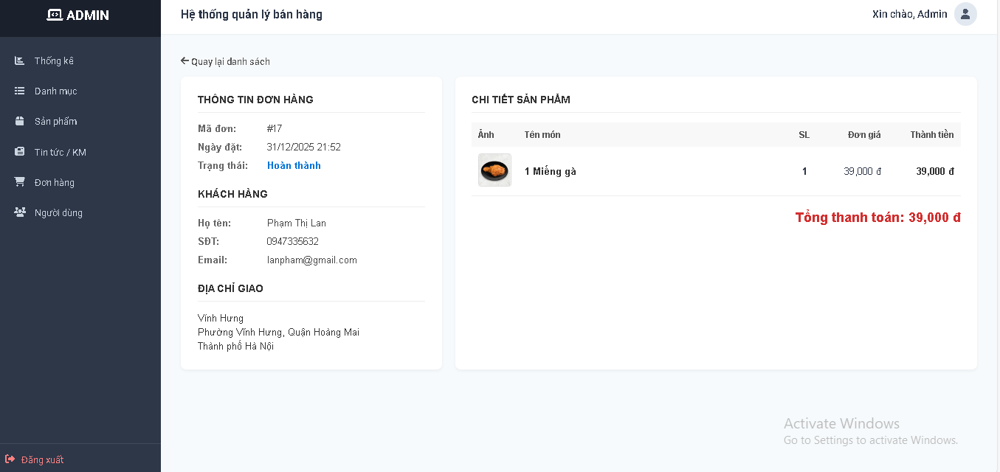 ADMIN
Thống kê
Danh mục
Sản phẩm
Tin tức / KM
Đơn hàng
Người dùng
Đăng xuất
Hệ thống quản lý bán hàng
Xin chào, Admin
Quay lại danh sách
THÔNG TIN ĐƠN HÀNG
Mã đơn: #17
Ngày đặt: 31/12/2025 21:52
Trạng thái: Hoàn thành
KHÁCH HÀNG
Họ tên: Phạm Thị Lan
SĐT: 0947335632
Email: lanpham@gmail.com
ĐỊA CHỈ GIAO
Vính Hưng
Phường Vĩnh Hưng, Quận Hoàng Mai
Thành phố Hà Nội
CHI TIẾT SẢN PHẨM
Ảnh Tên món SL Đơn giá Thành tiền
1 Miếng gà 1 39,000 đ 39,000 đ
Tổng thanh toán: 39,000 đ
Activate Windows
Go to Settings to activate Windows.